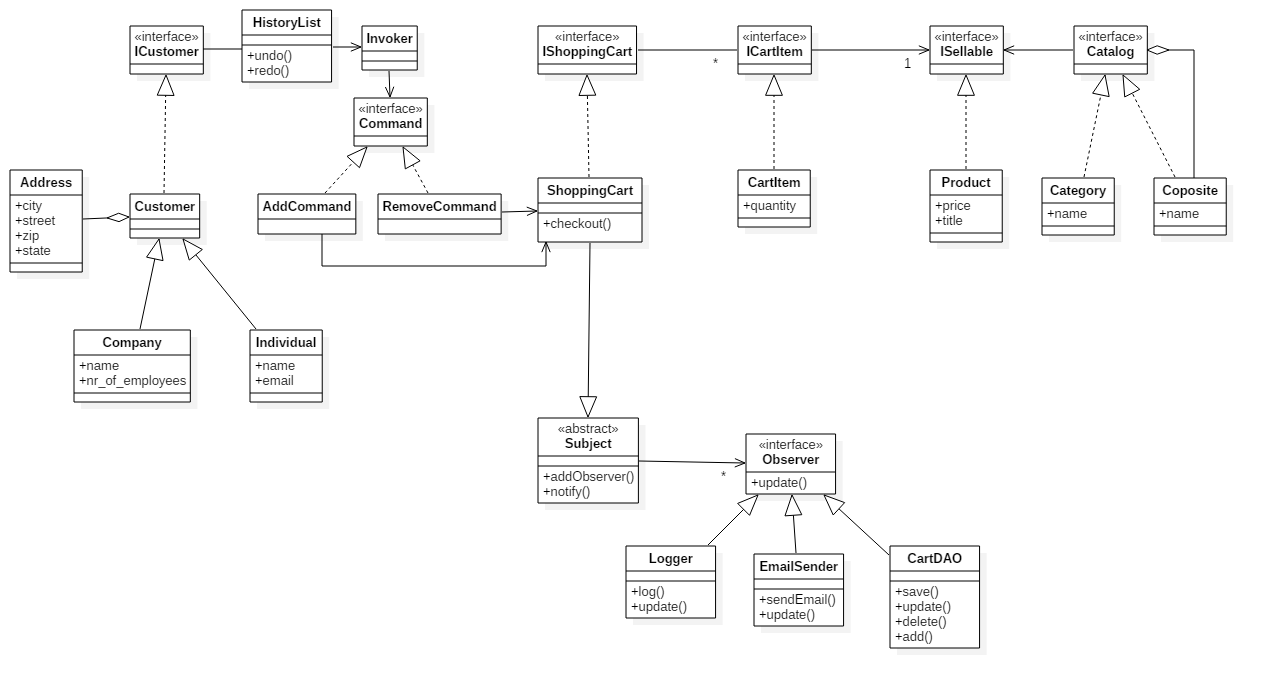 «interface»
ICustomer
HistoryList
+undo()
+redo()
Invoker
«interface»
Command
«interface»
IShoppingCart
*
«interface»
ICartItem
1
«interface»
ISellable
«interface»
Catalog
Address
+city
+street
+zip
+state
Customer
AddCommand
RemoveCommand
ShoppingCart
+checkout()
CartItem
+quantity
Product
+price
+title
Category
+name
Coposite
+name
Company
+name
+nr_of_employees
Individual
+name
+email
«abstract»
Subject
+addObserver()
+notify()
*
«interface»
Observer
+update()
Logger
+log()
+update()
EmailSender
+sendEmail()
+update()
CartDAO
+save()
+update()
+delete()
+add()